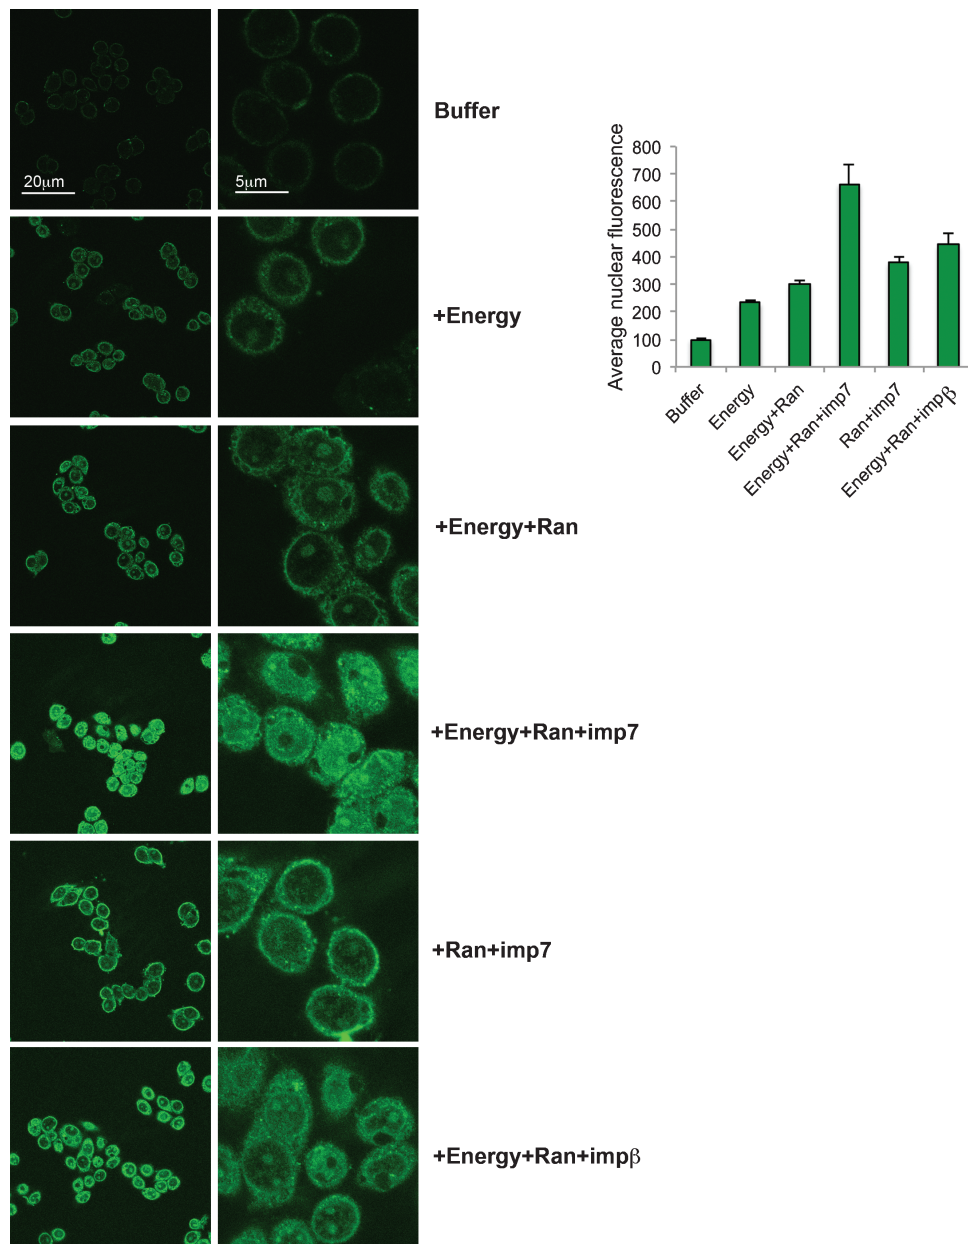 Buffer
20μm
5μm
+Energy
+Energy+Ran
+Energy+Ran+imp7
+Ran+imp7
+Energy+Ran+impβ
Average nuclear fluorescence
800
700
600
500
400
300
200
100
0
Buffer
Energy
Energy+Ran
Energy+Ran+imp7
Ran+imp7
Energy+Ran+impβ